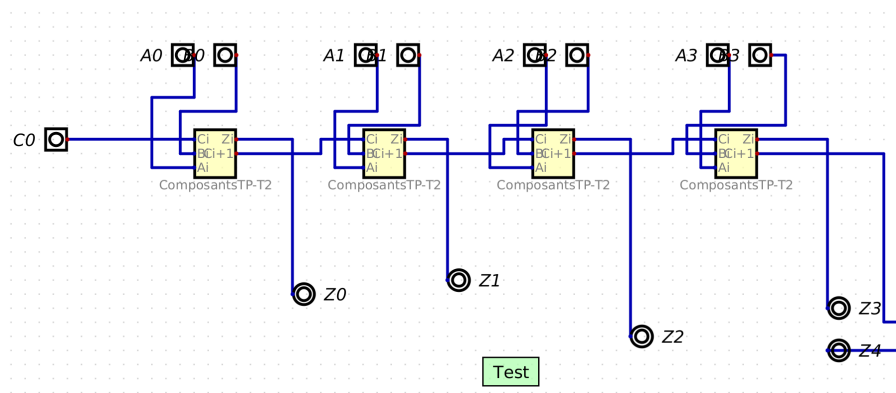 A0 B0 A1 B1 A2 B2 A3 B3
C0 Ci Zi Ci Zi Ci Zi Ci Zi
Bi Ci+1 Bi Ci+1 Bi Ci+1 Bi Ci+1
Ai Ai Ai Ai
ComposantsTP-T2 ComposantsTP-T2 ComposantsTP-T2 ComposantsTP-T2
Z1
Z0
Z3
Z2
Z4
Test